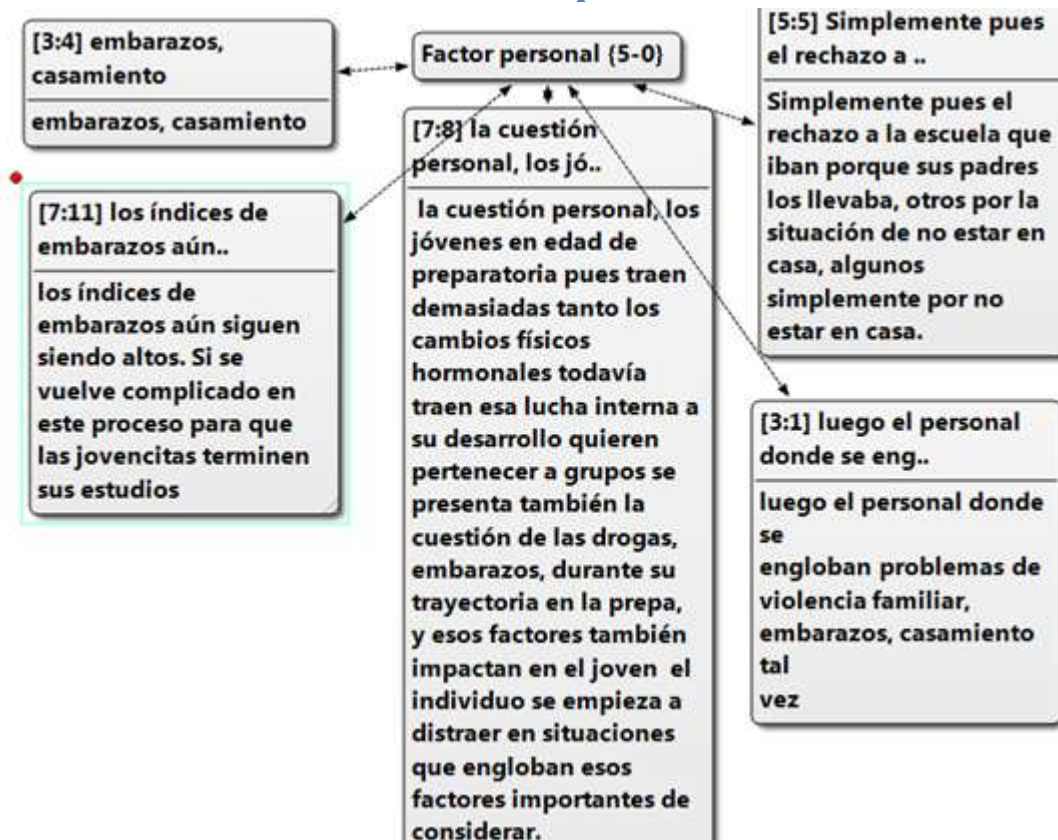 [3:4] embarazos,
casamiento
embarazos, casamiento
Factor personal {5-0}
[5:5] Simplemente pues
el rechazo a ..
Simplemente pues el
rechazo a la escuela que
iban porque sus padres
los llevaba, otros por la
situación de no estar en
casa, algunos
simplemente por no
estar en casa.
[7:11] los índices de
embarazos aún..
los índices de
embarazos aún siguen
siendo altos. Si se
vuelve complicado en
este proceso para que
las jovencitas terminen
sus estudios
[7:8] la cuestión
personal, los jó..
la cuestión personal, los
jóvenes en edad de
preparatoria pues traen
demasiadas tanto los
cambios físicos
hormonales todavía
traen esa lucha interna a
su desarrollo quieren
pertenecer a grupos se
presenta también la
cuestión de las drogas,
embarazos, durante su
trayectoria en la prepa,
y esos factores también
impactan en el joven el
individuo se empieza a
distraer en situaciones
que engloban esos
factores importantes de
considerar.
[3:1] luego el personal
donde se eng..
luego el personal donde
se
engloban problemas de
violencia familiar,
embarazos, casamiento
tal
vez